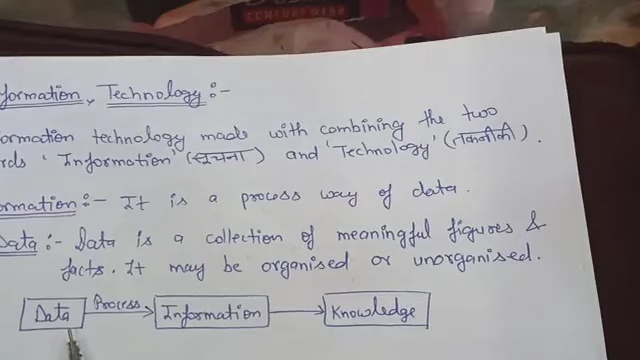 formation, Technology:-
ormation technology made with combining the two
rds 'Information' (सूचना) and 'Technology' (तकनीकी).
ormation:- It is a process way of data.
Data:- Data is a collection of meaningful figures &
facts. It may be organised or unorganised.
Data Process Information Knowledge